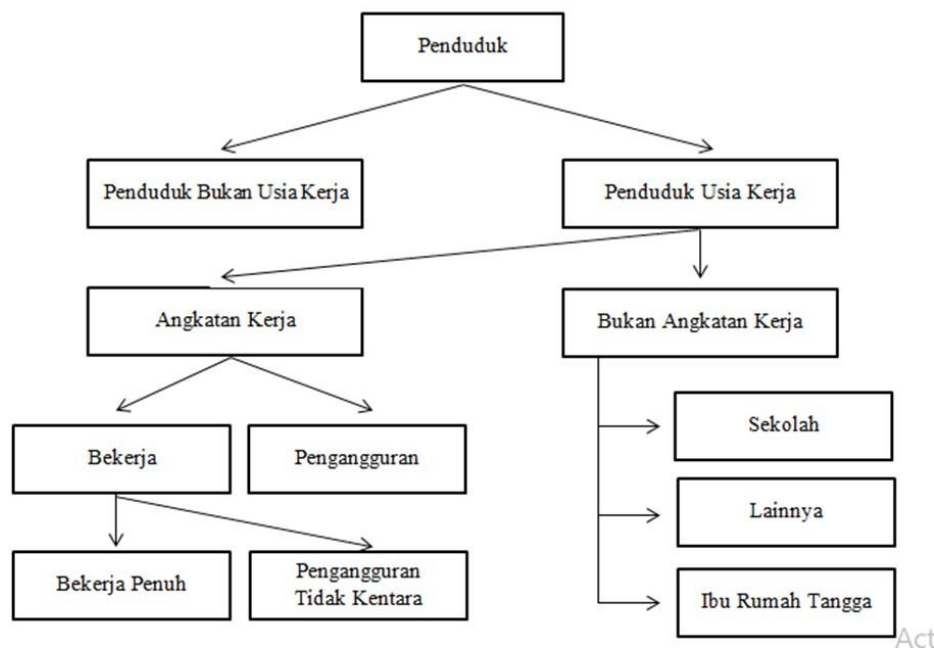 Penduduk
Penduduk Bukan Usia Kerja
Penduduk Usia Kerja
Angkatan Kerja
Bukan Angkatan Kerja
Sekolah
Bekerja
Pengangguran
Lainnya
Bekerja Penuh
Pengangguran
Tidak Kentara
Ibu Rumah Tangga
Act